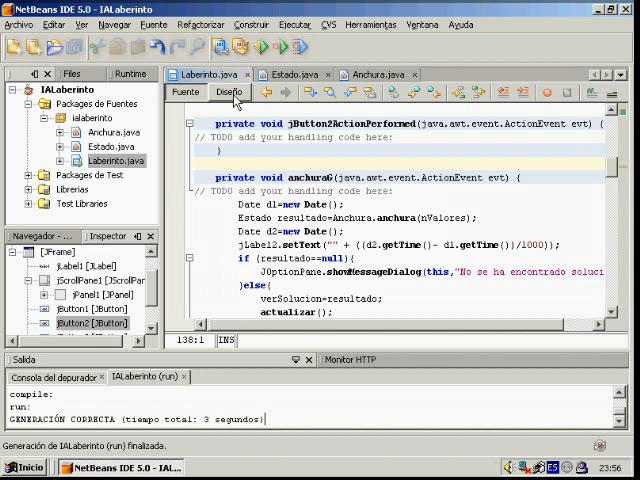 NetBeans IDE 5.0 - IALaberinto
Archivo Editar Ver Navegar Fuente Refactorizar Construir Ejecutar CVS Herramientas Ventana Ayuda
Files Runtime
Laberinto.java Estado.java Anchura.java
Fuente Diseño
IALaberinto
Packages de Fuentes
ialaberinto
Anchura.java
Estado.java
Laberinto.java
Packages de Test
Librerias
Test Libraries
Navegador - Inspector
[JFrame]
jLabel1 [JLabel]
jScrollPane1 [JScrollPane]
jPanel1 [JPanel]
jButton1 [JButton]
jButton2 [JButton]
private void jButton2ActionPerformed(java.awt.event.ActionEvent evt) {
// TODO add your handling code here:
}
private void anchuraG(java.awt.event.ActionEvent evt) {
// TODO add your handling code here:
Date d1=new Date();
Estado resultado=Anchura.anchura(nValores);
Date d2=new Date();
jLabel2.setText("" + ((d2.getTime()- d1.getTime())/1000));
if (resultado==null){
JOptionPane.showMessageDialog(this,"No se ha encontrado soluci
}else{
verSolucion=resultado;
actualizar();
138:1 INS
Salida Monitor HTTP
Consola del depurador IALaberinto (run)
compile:
run:
GENERACIÓN CORRECTA (tiempo total: 3 segundos)
Generación de IALaberinto (run) finalizada.
Inicio NetBeans IDE 5.0 - IAL... ES 23:56